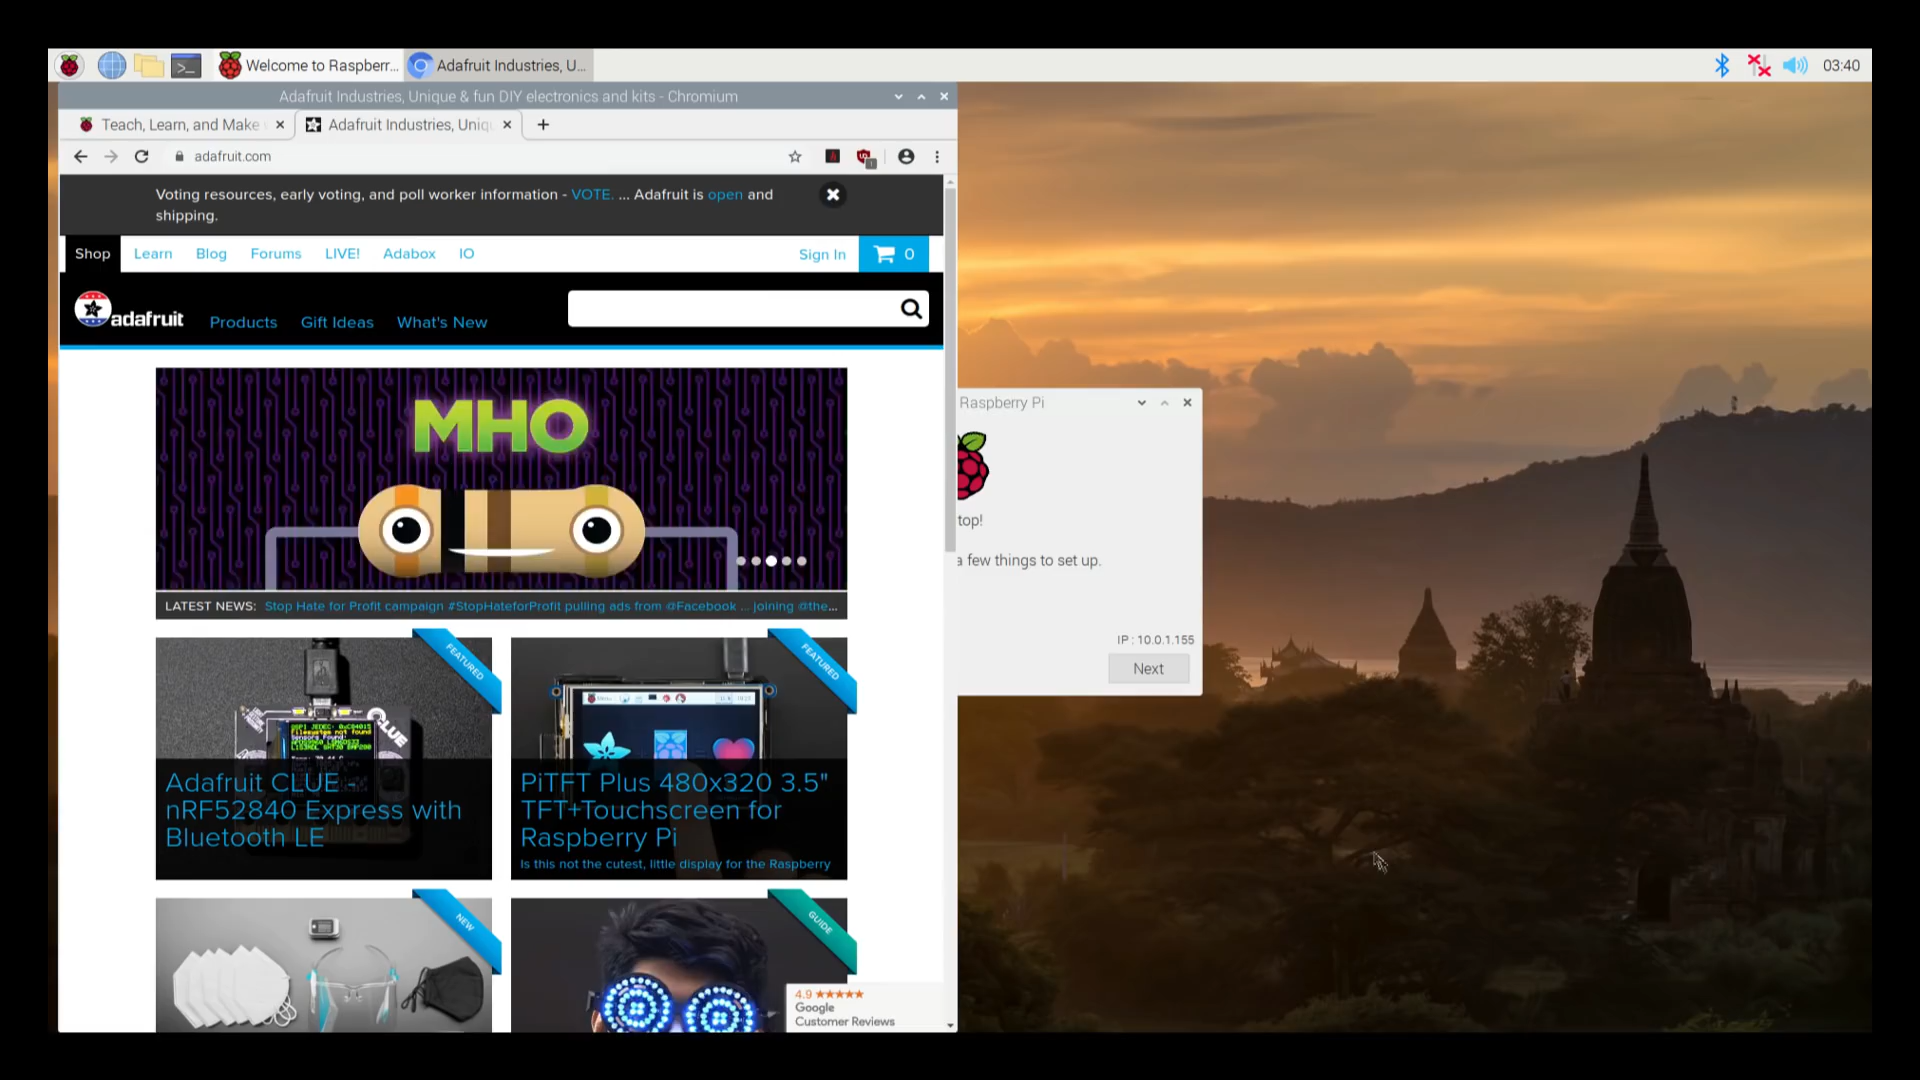 Welcome to Raspberr...
Adafruit Industries, U...
03:40
Adafruit Industries, Unique & fun DIY electronics and kits - Chromium
Teach, Learn, and Make
Adafruit Industries, Uniq
adafruit.com
Voting resources, early voting, and poll worker information - VOTE. ... Adafruit is open and
shipping.
Shop Learn Blog Forums LIVE! Adabox IO
Sign In
0
adafruit
Products Gift Ideas What's New
MHO
LATEST NEWS: Stop Hate for Profit campaign #StopHateforProfit pulling ads from @Facebook ... joining @the...
FEATURED
CLUE
Adafruit CLUE -
nRF52840 Express with
Bluetooth LE
FEATURED
PiTFT Plus 480x320 3.5"
TFT+Touchscreen for
Raspberry Pi
Is this not the cutest, little display for the Raspberry
NEW
GUIDE
4.9 ★★★★★
Google
Customer Reviews
Raspberry Pi
top!
a few things to set up.
IP : 10.0.1.155
Next